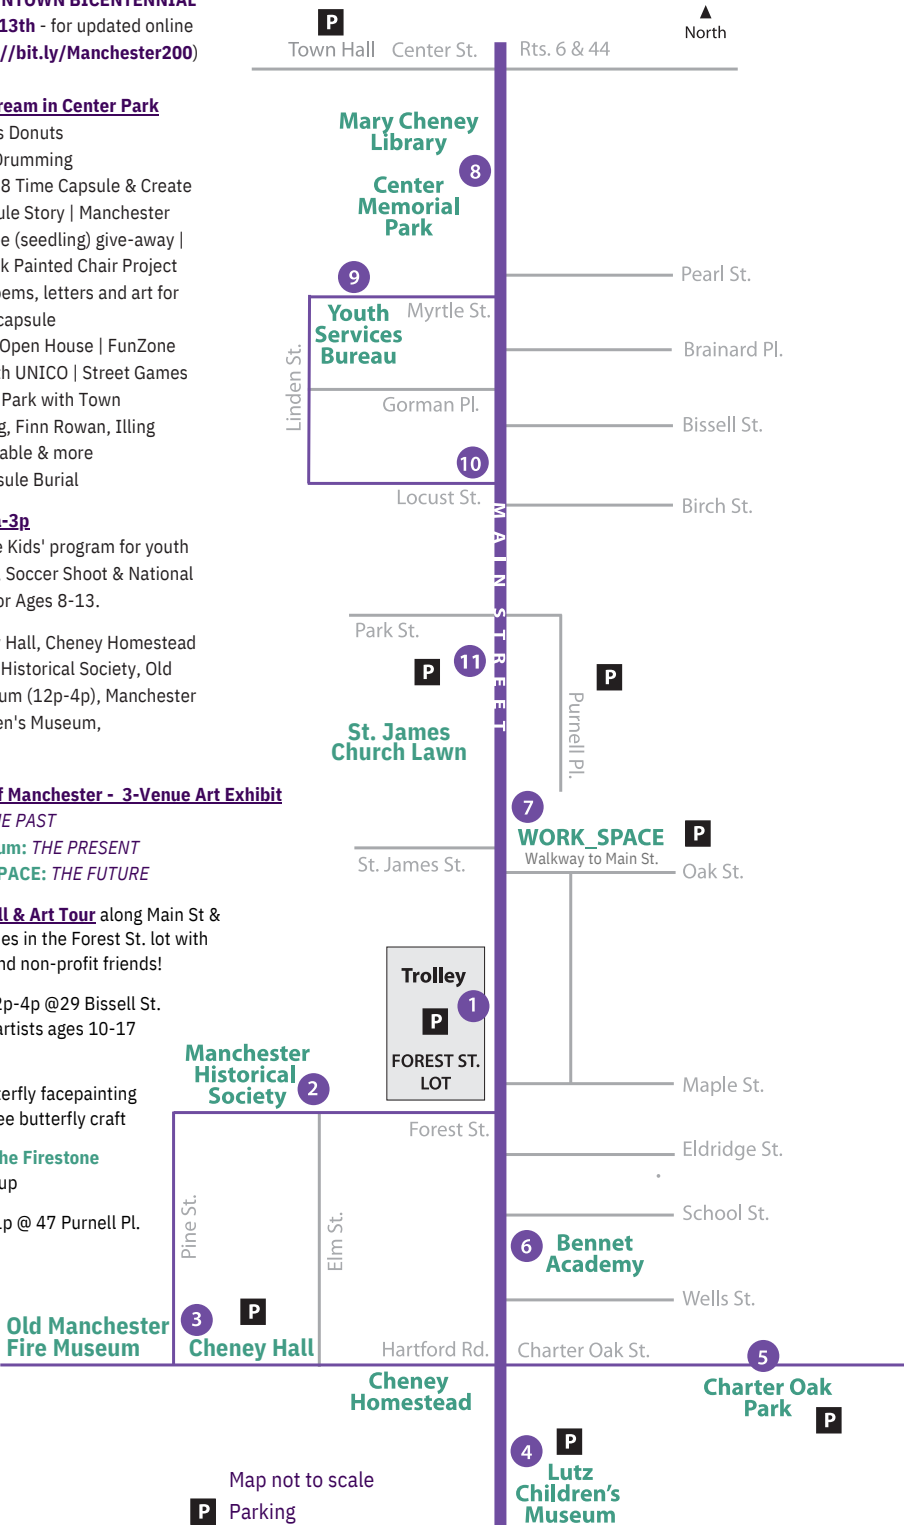 NTOWN BICENTENNIAL
13th - for updated online
//bit.ly/Manchester200)
ream in Center Park
s Donuts
Drumming
8 Time Capsule & Create
ule Story | Manchester
e (seedling) give-away |
k Painted Chair Project
oems, letters and art for
capsule
Open House | FunZone
th UNICO | Street Games
Park with Town
g, Finn Rowan, Illing
able & more
sule Burial
a-3p
e Kids' program for youth
Soccer Shoot & National
or Ages 8-13.
Hall, Cheney Homestead
Historical Society, Old
um (12p-4p), Manchester
en's Museum,
f Manchester - 3-Venue Art Exhibit
E PAST
um: THE PRESENT
PACE: THE FUTURE
ll & Art Tour along Main St &
es in the Forest St. lot with
nd non-profit friends!
2p-4p @29 Bissell St.
artists ages 10-17
terfly facepainting
ee butterfly craft
he Firestone
up
1p @ 47 Purnell Pl.
P
North
Town Hall Center St. Rts. 6 & 44
Mary Cheney
Library
8
Center
Memorial
Park
Pearl St.
9
Youth
Services
Bureau
Myrtle St.
Linden St.
Brainard Pl.
Gorman Pl.
Bissell St.
10
Locust St.
Birch St.
MAIN STREET
Park St.
P
11
P
Purnell Pl.
St. James
Church Lawn
7
WORK_SPACE
P
Walkway to Main St.
St. James St.
Oak St.
Trolley
1
P
FOREST ST.
LOT
Manchester
Historical
Society
2
Maple St.
Forest St.
Eldridge St.
Pine St.
Elm St.
School St.
6
Bennet
Academy
Wells St.
Old Manchester
Fire Museum
3
P
Cheney Hall
Hartford Rd.
Charter Oak St.
5
Cheney
Homestead
Charter Oak
Park
P
4
P
Lutz
Children's
Museum
Map not to scale
P Parking